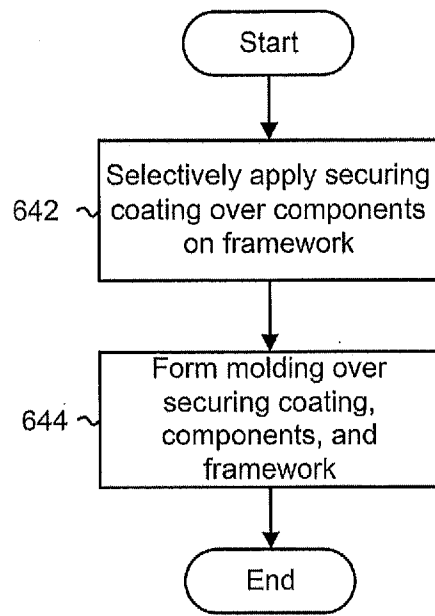 Start
642
Selectively apply securing
coating over components
on framework
644
Form molding over
securing coating,
components, and
framework
End